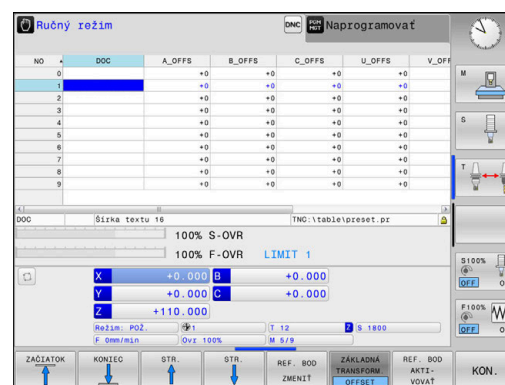 Ručný režim
DNC
PGM MGT
Naprogramovať
NO DOC A_OFFS B_OFFS C_OFFS U_OFFS V_OFF
0 +0 +0 +0 +0
1 +0 +0 +0 +0
2 +0 +0 +0 +0
3 +0 +0 +0 +0
4 +0 +0 +0 +0
5 +0 +0 +0 +0
6 +0 +0 +0 +0
7 +0 +0 +0 +0
8 +0 +0 +0 +0
9 +0 +0 +0 +0
DOC Šírka textu 16 TNC:\table\preset.pr
100% S-OVR
100% F-OVR LIMIT 1
X +0.000 B +0.000
Y +0.000 C +0.000
Z +110.000
Režim: POŽ. 1 T 12 Z S 1800
F 0mm/min Ovr 100% M 5/9
M
S
T
S100%
OFF O
F100%
OFF O
ZAČIATOK
KONIEC
STR.
STR.
REF. BOD
ZMENIŤ
ZÁKLADNÁ
TRANSFORM.
OFFSET
REF. BOD
AKTI-
VOVAŤ
KON.